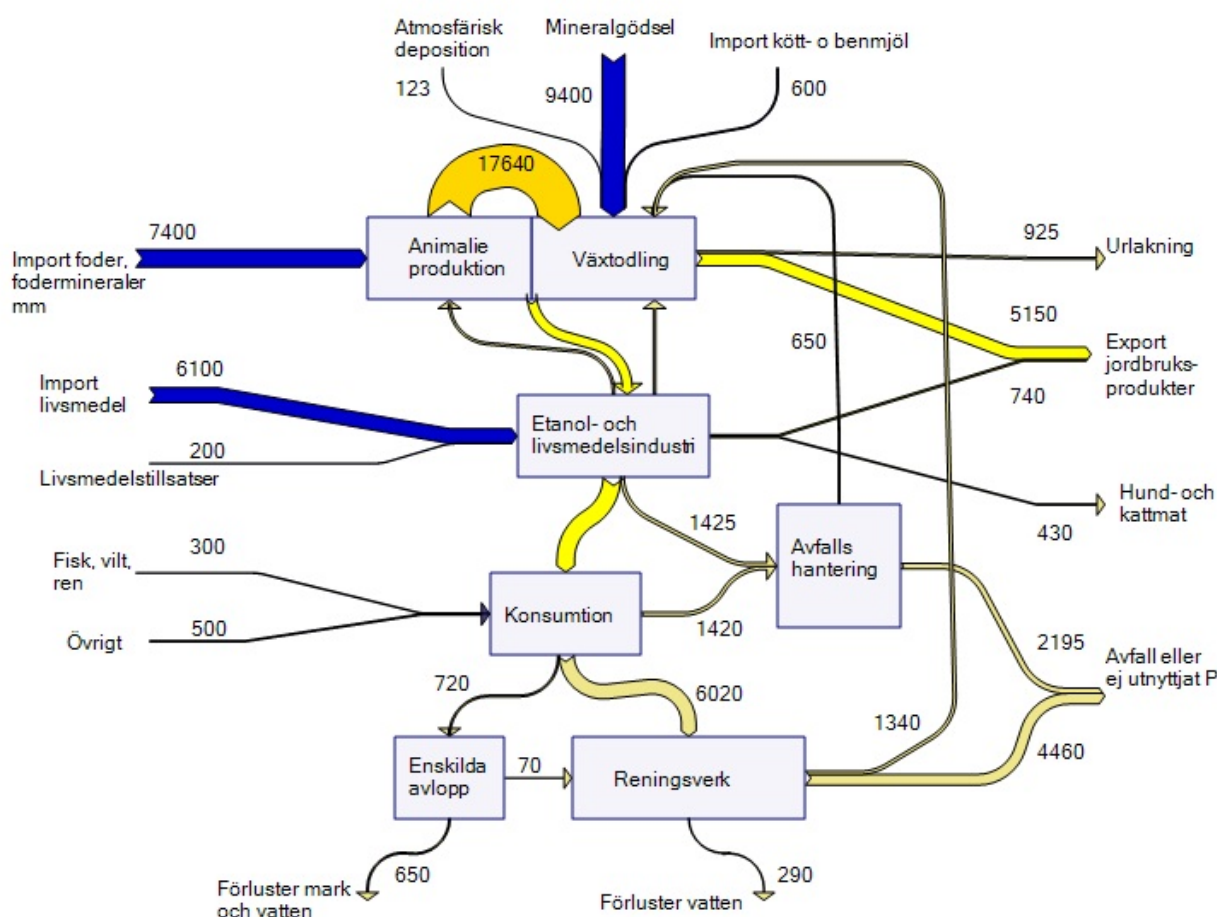 Atmosfärisk
deposition
123
Mineralgödsel
9400
Import kött- o benmjöl
600
17640
7400
Import foder,
fodermineraler
mm
Animalie
produktion
Växtodling
925
Urlakning
5150
Export
jordbruks-
produkter
740
650
6100
Import
livsmedel
200
Livsmedelstillsatser
Etanol- och
livsmedelsindustri
Hund- och
kattmat
430
1425
Avfalls
hantering
300
Fisk, vilt,
ren
500
Övrigt
Konsumtion
1420
2195
Avfall eller
ej utnyttjat P
4460
1340
720
6020
Enskilda
avlopp
70
Reningsverk
650
Förluster mark
och vatten
290
Förluster vatten